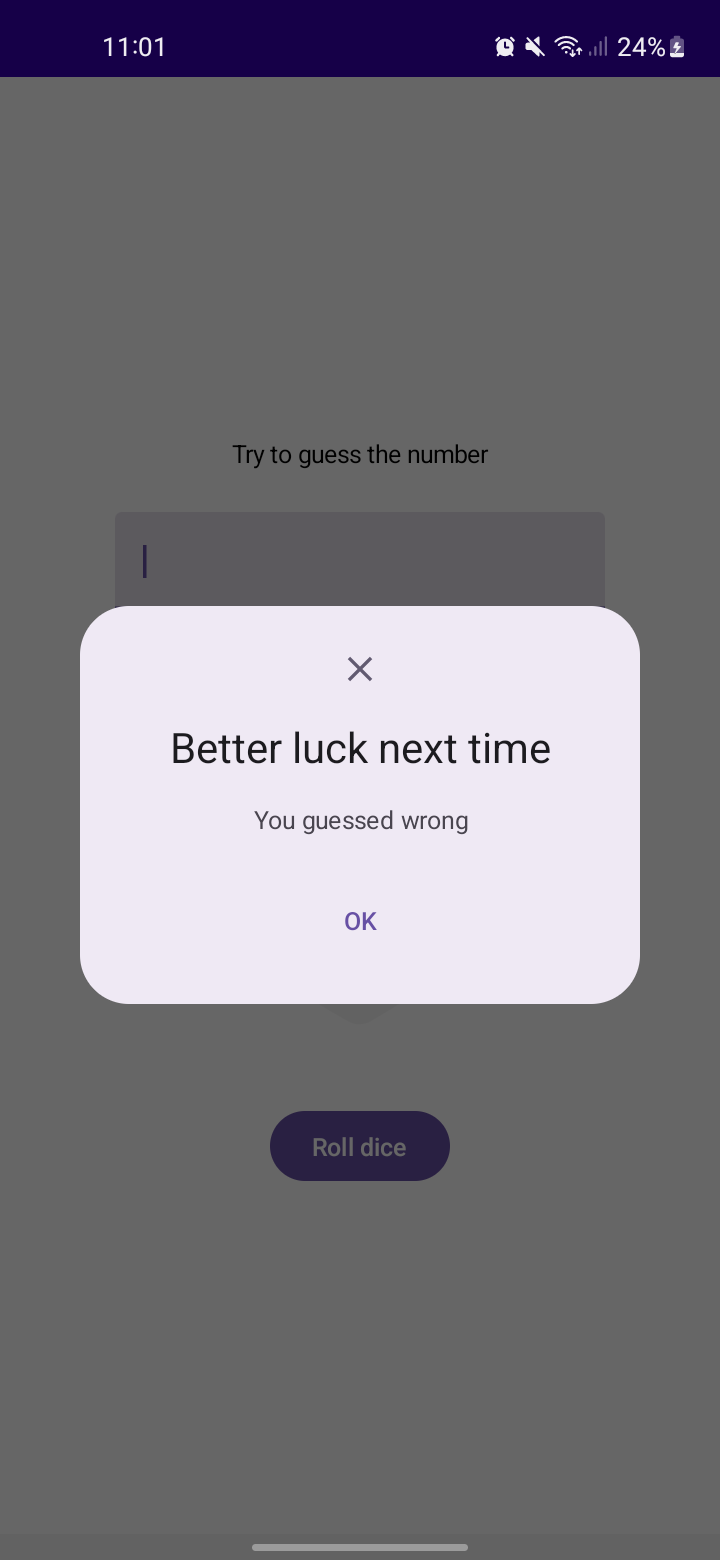 11:01
24%
Try to guess the number
Better luck next time
You guessed wrong
OK
Roll dice